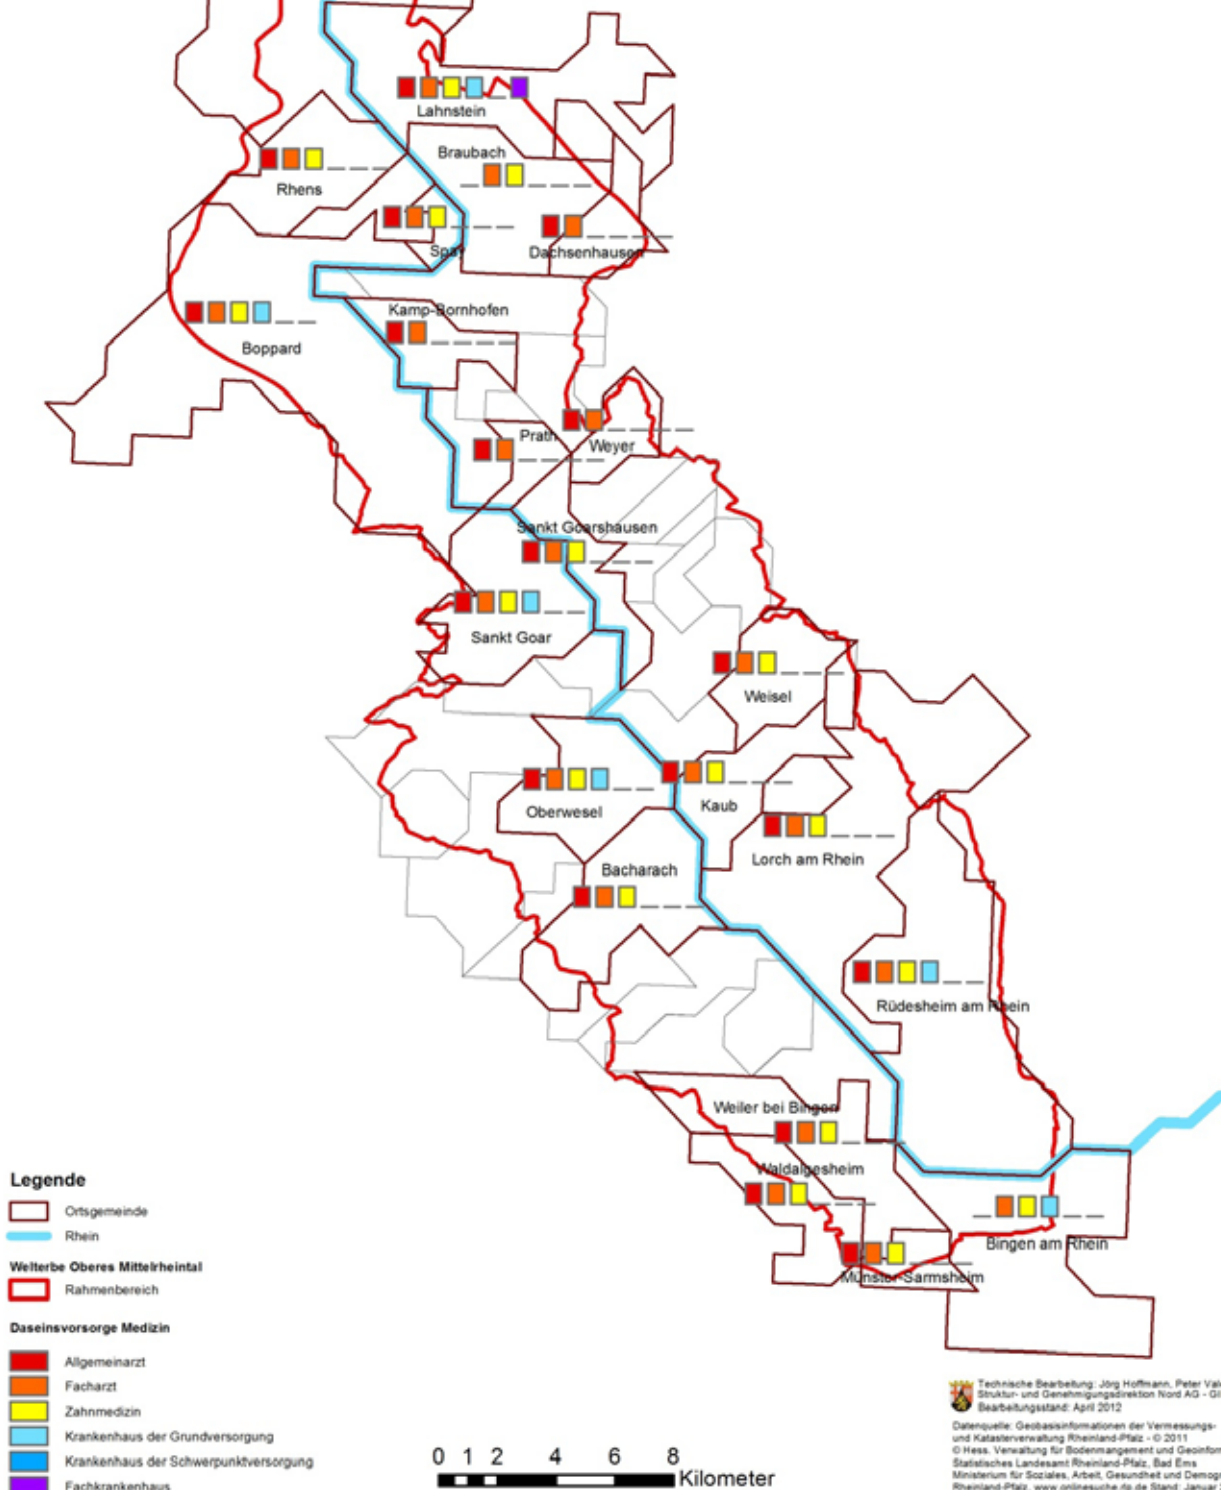 Lahnstein
Braubach
Rhens
Spay
Dachsenhausen
Kamp-Bornhofen
Boppard
Prath
Weyer
Sankt Goarshausen
Sankt Goar
Weisel
Oberwesel
Kaub
Lorch am Rhein
Bacharach
Rüdesheim am Rhein
Weiler bei Bingen
Waldalgesheim
Bingen am Rhein
Münster-Sarmsheim
Legende
Ortsgemeinde
Rhein
Welterbe Oberes Mittelrheintal
Rahmenbereich
Daseinsvorsorge Medizin
Allgemeinarzt
Facharzt
Zahnmedizin
Krankenhaus der Grundversorgung
Krankenhaus der Schwerpunktversorgung
Fachkrankenhaus
0 1 2 4 6 8
Kilometer
Technische Bearbeitung: Jörg Hoffmann, Peter
Struktur- und Genehmigungsdirektion Nord AG -
Bearbeitungsstand: April 2012
Datenquelle: Geobasisinformationen der Vermessungs-
und Katasterverwaltung Rheinland-Pfalz - © 2011
© Hess. Verwaltung für Bodenmangement und
Statistisches Landesamt Rheinland-Pfalz, Bad Ems
Ministerium für Soziales, Arbeit, Gesundheit und
Rheinland-Pfalz, www.onlinesuche.rlp.de Stand: Januar